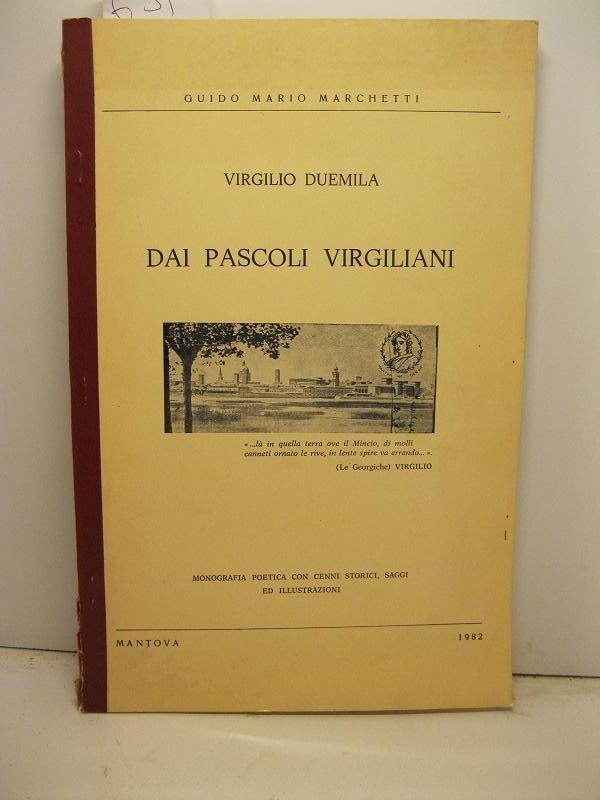 GUIDO MARIO MARCHETTI
VIRGILIO DUEMILA
DAI PASCOLI VIRGILIANI
« ...là in quella terra ove il Mincio, di molli
canneti ornato le rive, in lente spire va errando... ».
(Le Georgiche) VIRGILIO
MONOGRAFIA POETICA CON CENNI STORICI, SAGGI
ED ILLUSTRAZIONI
MANTOVA
1982